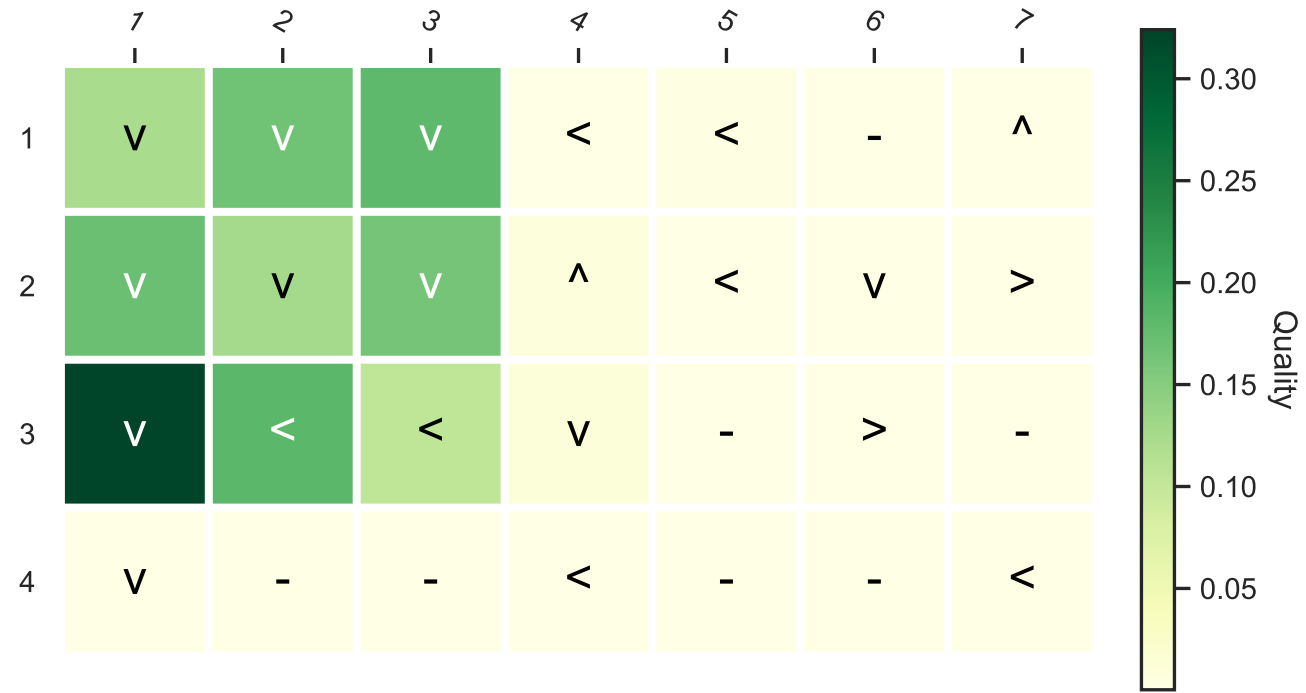 1 2 3 4 5 6 7
1 v v v < < - ^
2 v v v ^ < v >
3 v < < v - > -
4 v - - < - - <
0.30
0.25
0.20
0.15
0.10
0.05
Quality